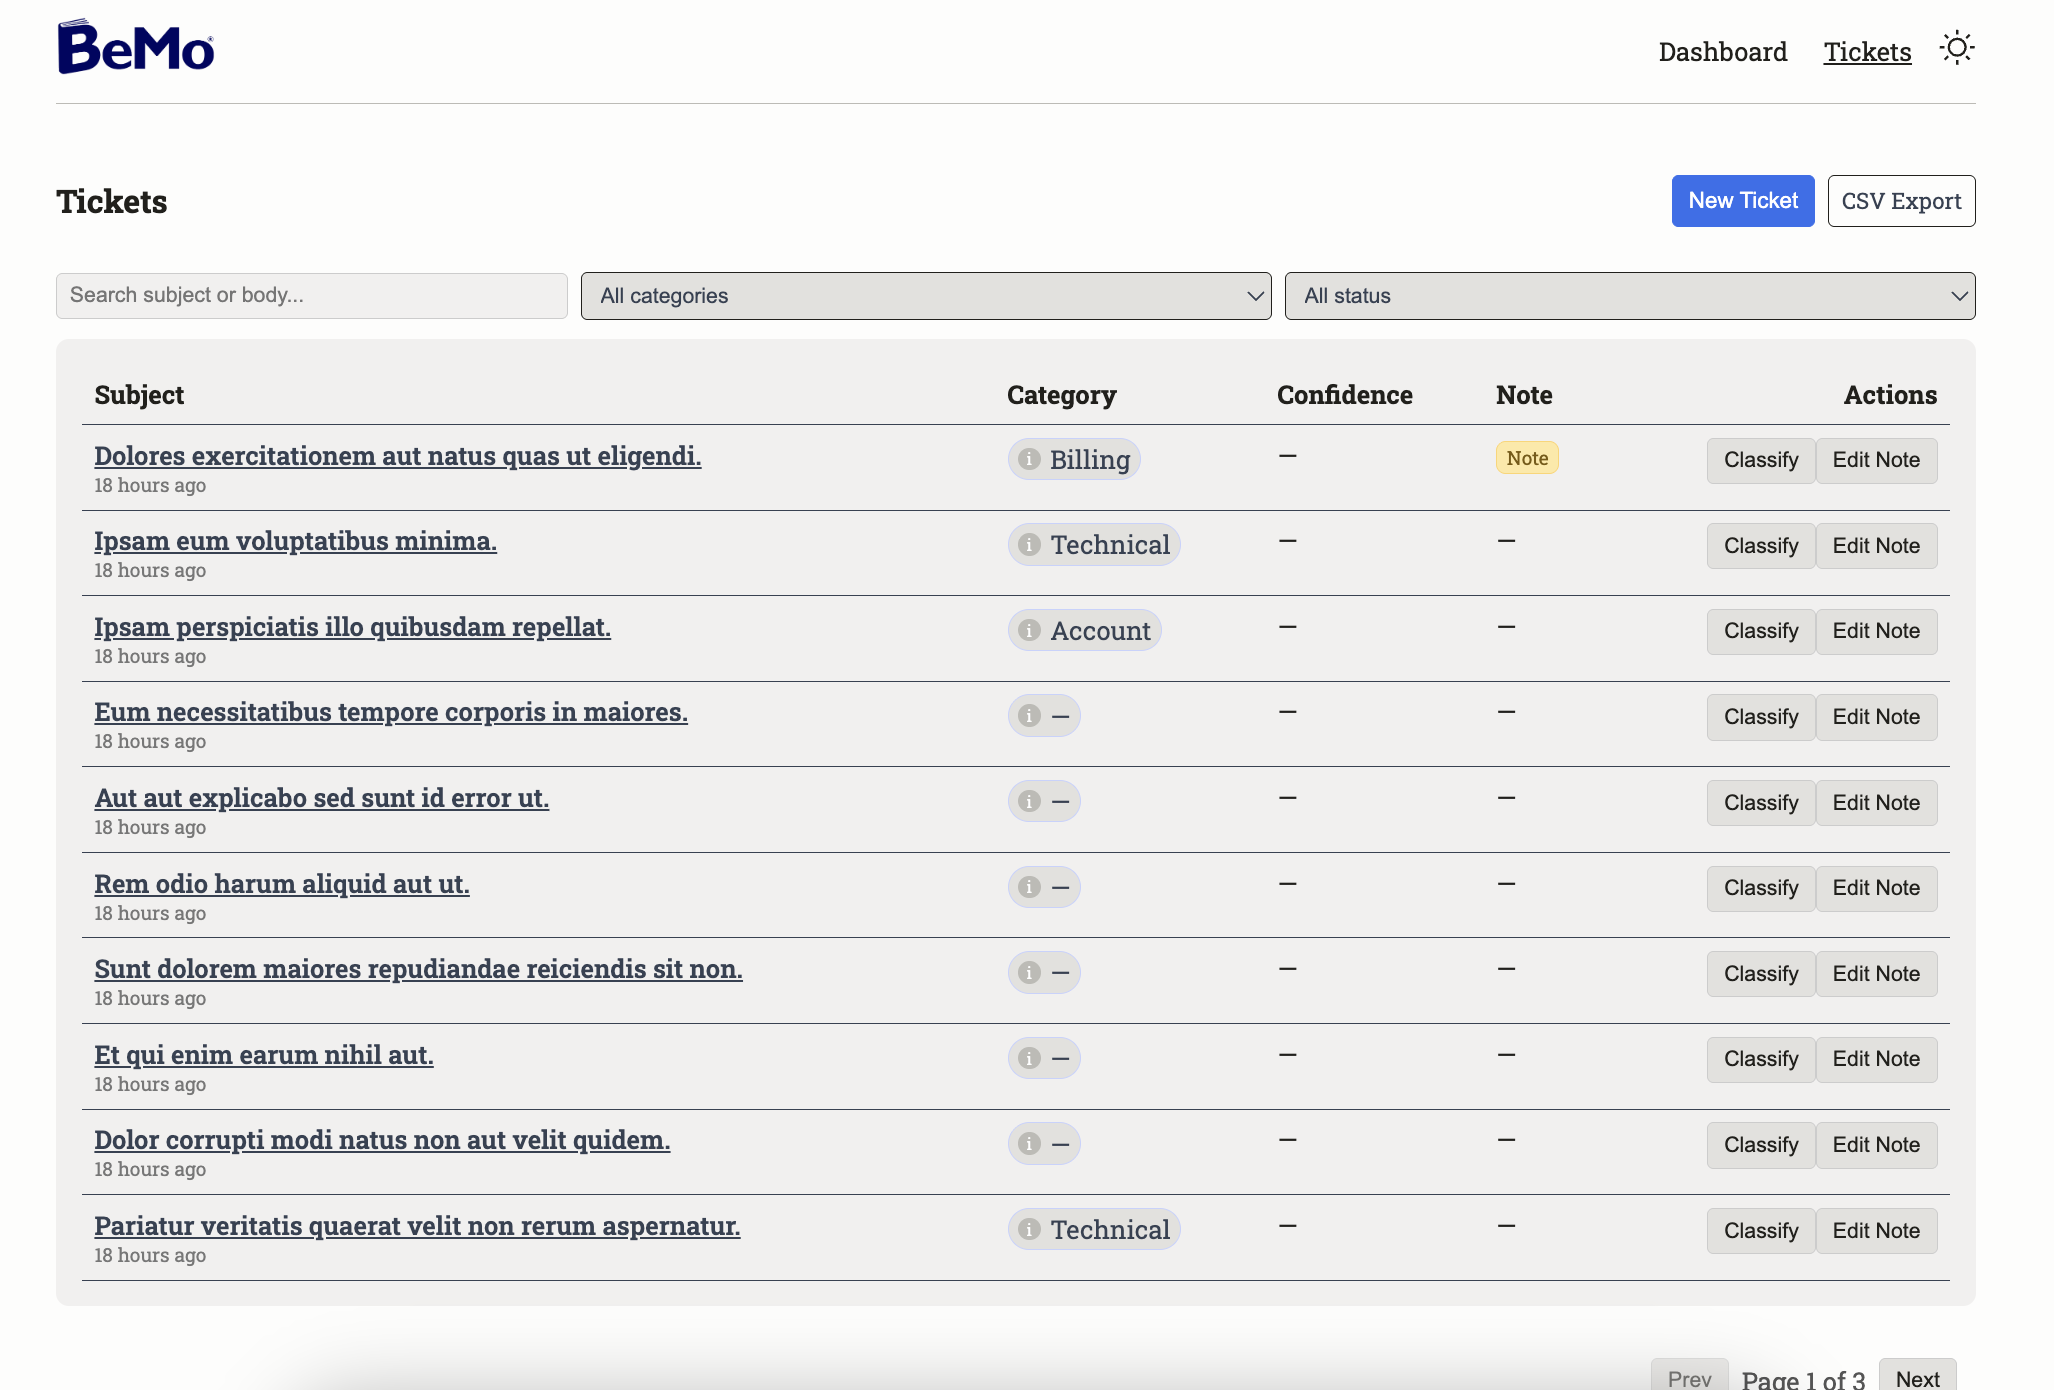 BeMo
Dashboard Tickets
Tickets
New Ticket CSV Export
Search subject or body... All categories All status
Subject Category Confidence Note Actions
Dolores exercitationem aut natus quas ut eligendi. i Billing — Note Classify Edit Note
18 hours ago
Ipsam eum voluptatibus minima. i Technical — — Classify Edit Note
18 hours ago
Ipsam perspiciatis illo quibusdam repellat. i Account — — Classify Edit Note
18 hours ago
Eum necessitatibus tempore corporis in maiores. i — — — Classify Edit Note
18 hours ago
Aut aut explicabo sed sunt id error ut. i — — — Classify Edit Note
18 hours ago
Rem odio harum aliquid aut ut. i — — — Classify Edit Note
18 hours ago
Sunt dolorem maiores repudiandae reiciendis sit non. i — — — Classify Edit Note
18 hours ago
Et qui enim earum nihil aut. i — — — Classify Edit Note
18 hours ago
Dolor corrupti modi natus non aut velit quidem. i — — — Classify Edit Note
18 hours ago
Pariatur veritatis quaerat velit non rerum aspernatur. i Technical — — Classify Edit Note
18 hours ago
Prev Page 1 of 3 Next